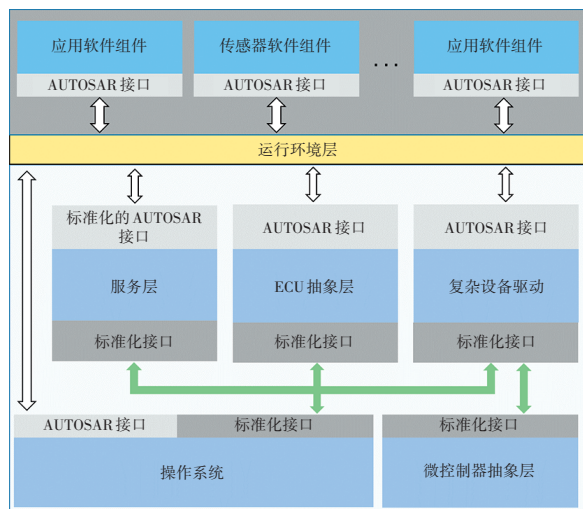 应用软件组件
传感器软件组件
应用软件组件
AUTOSAR 接口
AUTOSAR 接口
...
AUTOSAR 接口
运行环境层
标准化的 AUTOSAR
接口
AUTOSAR 接口
AUTOSAR 接口
服务层
ECU 抽象层
复杂设备驱动
标准化接口
标准化接口
标准化接口
AUTOSAR 接口
标准化接口
标准化接口
操作系统
微控制器抽象层